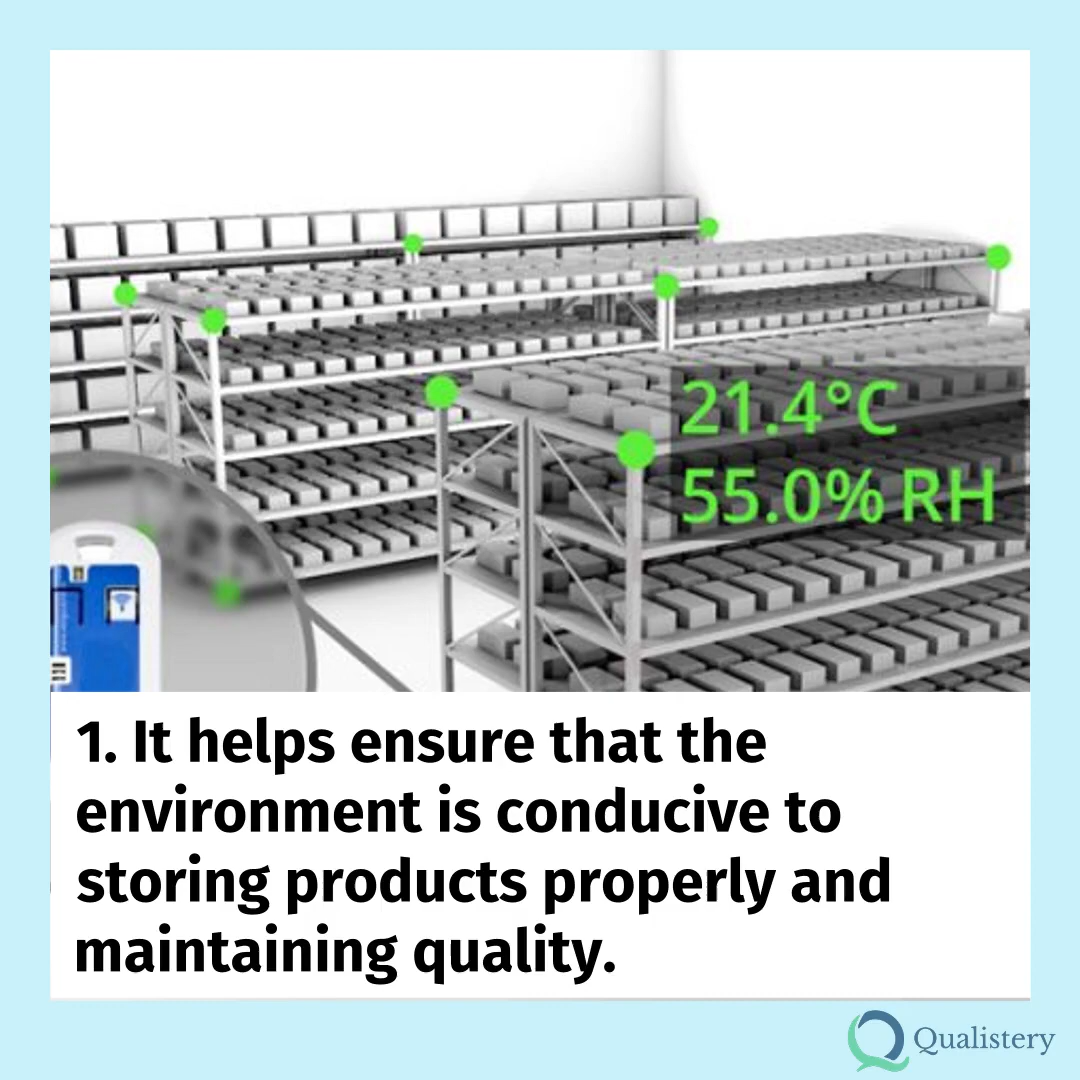 21.4°C
55.0% RH
1. It helps ensure that the
environment is conducive to
storing products properly and
maintaining quality.
Qualistery